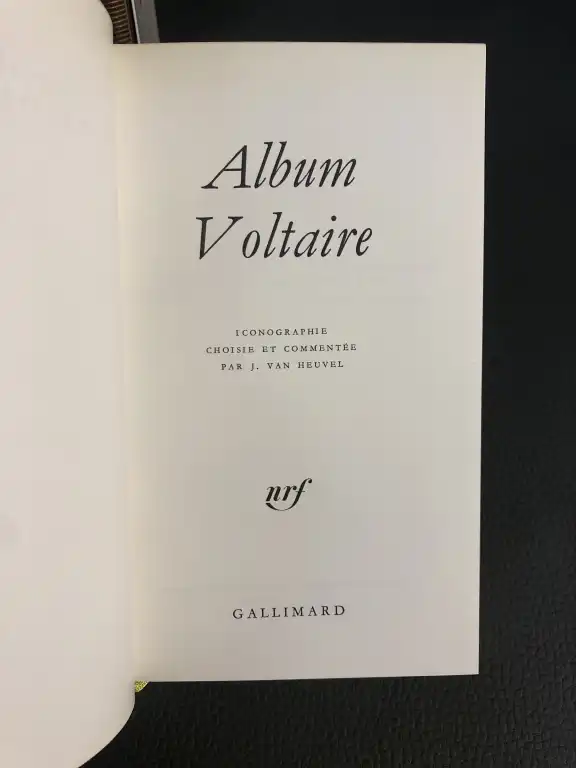 Album
Voltaire
ICONOGRAPHIE
CHOISIE ET COMMENTÉE
PAR J. VAN HEUVEL
nrf
GALLIMARD